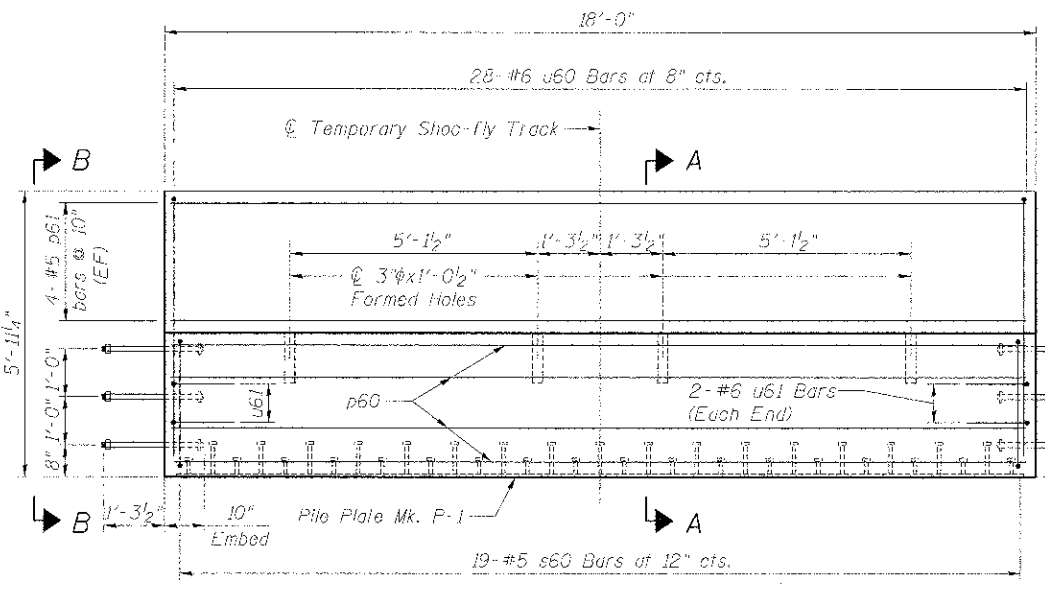 18'-0"
28-#6 u60 Bars at 8" cts.
℄ Temporary Shoo-fly Track
B
A
5'-1½"
1'-3½"
1'-3½"
5'-1½"
℄ 3"ϕx1'-0½"
Formed Holes
4-#5 p61
bars @ 10"
(EF)
5'-11¼"
1'-0"
1'-0"
8"
u61
p60
2-#6 u61 Bars
(Each End)
B
1'-3½"
10"
Embed
Pile Plate Mk. P-1
A
19-#5 s60 Bars at 12" cts.